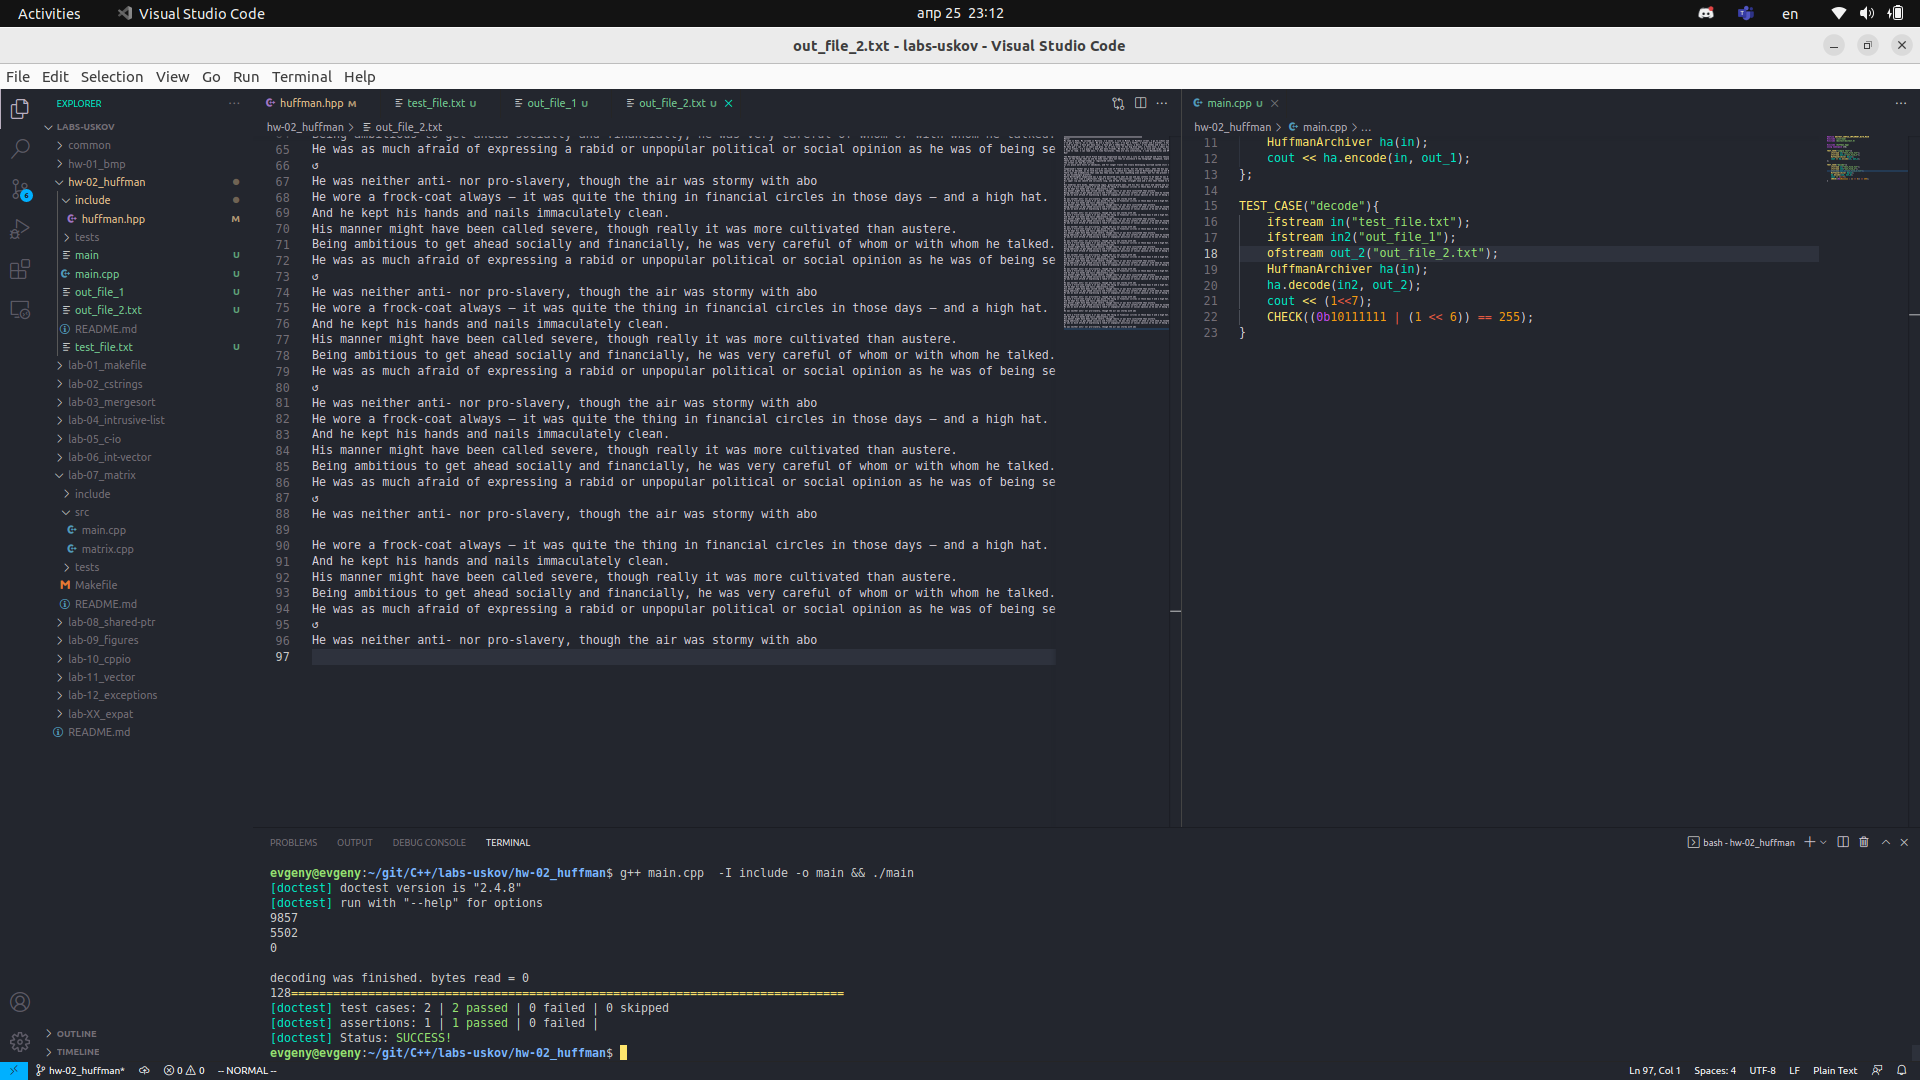 Activities
Visual Studio Code
апр 25 23:12
en
out_file_2.txt - labs-uskov - Visual Studio Code
File Edit Selection View Go Run Terminal Help
EXPLORER
LABS-USKOV
common
hw-01_bmp
hw-02_huffman
include
huffman.hpp M
tests
main U
main.cpp U
out_file_1 U
out_file_2.txt U
README.md
test_file.txt U
lab-01_makefile
lab-02_cstrings
lab-03_mergesort
lab-04_intrusive-list
lab-05_c-io
lab-06_int-vector
lab-07_matrix
include
src
main.cpp
matrix.cpp
tests
Makefile
README.md
lab-08_shared-ptr
lab-09_figures
lab-10_cppio
lab-11_vector
lab-12_exceptions
lab-XX_expat
README.md
OUTLINE
TIMELINE
6
huffman.hpp M
test_file.txt U
out_file_1 U
out_file_2.txt U
hw-02_huffman > out_file_2.txt
65 He was as much afraid of expressing a rabid or unpopular political or social opinion as he was of being se
66 ↺
67 He was neither anti- nor pro-slavery, though the air was stormy with abo
68 He wore a frock-coat always — it was quite the thing in financial circles in those days — and a high hat.
69 And he kept his hands and nails immaculately clean.
70 His manner might have been called severe, though really it was more cultivated than austere.
71 Being ambitious to get ahead socially and financially, he was very careful of whom or with whom he talked.
72 He was as much afraid of expressing a rabid or unpopular political or social opinion as he was of being se
73 ↺
74 He was neither anti- nor pro-slavery, though the air was stormy with abo
75 He wore a frock-coat always — it was quite the thing in financial circles in those days — and a high hat.
76 And he kept his hands and nails immaculately clean.
77 His manner might have been called severe, though really it was more cultivated than austere.
78 Being ambitious to get ahead socially and financially, he was very careful of whom or with whom he talked.
79 He was as much afraid of expressing a rabid or unpopular political or social opinion as he was of being se
80 ↺
81 He was neither anti- nor pro-slavery, though the air was stormy with abo
82 He wore a frock-coat always — it was quite the thing in financial circles in those days — and a high hat.
83 And he kept his hands and nails immaculately clean.
84 His manner might have been called severe, though really it was more cultivated than austere.
85 Being ambitious to get ahead socially and financially, he was very careful of whom or with whom he talked.
86 He was as much afraid of expressing a rabid or unpopular political or social opinion as he was of being se
87 ↺
88 He was neither anti- nor pro-slavery, though the air was stormy with abo
89
90 He wore a frock-coat always — it was quite the thing in financial circles in those days — and a high hat.
91 And he kept his hands and nails immaculately clean.
92 His manner might have been called severe, though really it was more cultivated than austere.
93 Being ambitious to get ahead socially and financially, he was very careful of whom or with whom he talked.
94 He was as much afraid of expressing a rabid or unpopular political or social opinion as he was of being se
95 ↺
96 He was neither anti- nor pro-slavery, though the air was stormy with abo
97
main.cpp U
hw-02_huffman > main.cpp > ...
11 HuffmanArchiver ha(in);
12 cout << ha.encode(in, out_1);
13 };
14
15 TEST_CASE("decode"){
16 ifstream in("test_file.txt");
17 ifstream in2("out_file_1");
18 ofstream out_2("out_file_2.txt");
19 HuffmanArchiver ha(in);
20 ha.decode(in2, out_2);
21 cout << (1<<7);
22 CHECK((0b10111111 | (1 << 6)) == 255);
23 }
PROBLEMS OUTPUT DEBUG CONSOLE TERMINAL
bash - hw-02_huffman
evgeny@evgeny:~/git/C++/labs-uskov/hw-02_huffman$ g++ main.cpp  -I include -o main && ./main
[doctest] doctest version is "2.4.8"
[doctest] run with "--help" for options
9857
5502
0
decoding was finished. bytes read = 0
128===============================================================================
[doctest] test cases: 2 | 2 passed | 0 failed | 0 skipped
[doctest] assertions: 1 | 1 passed | 0 failed |
[doctest] Status: SUCCESS!
evgeny@evgeny:~/git/C++/labs-uskov/hw-02_huffman$
hw-02_huffman* 0 0 -- NORMAL --
Ln 97, Col 1 Spaces: 4 UTF-8 LF Plain Text